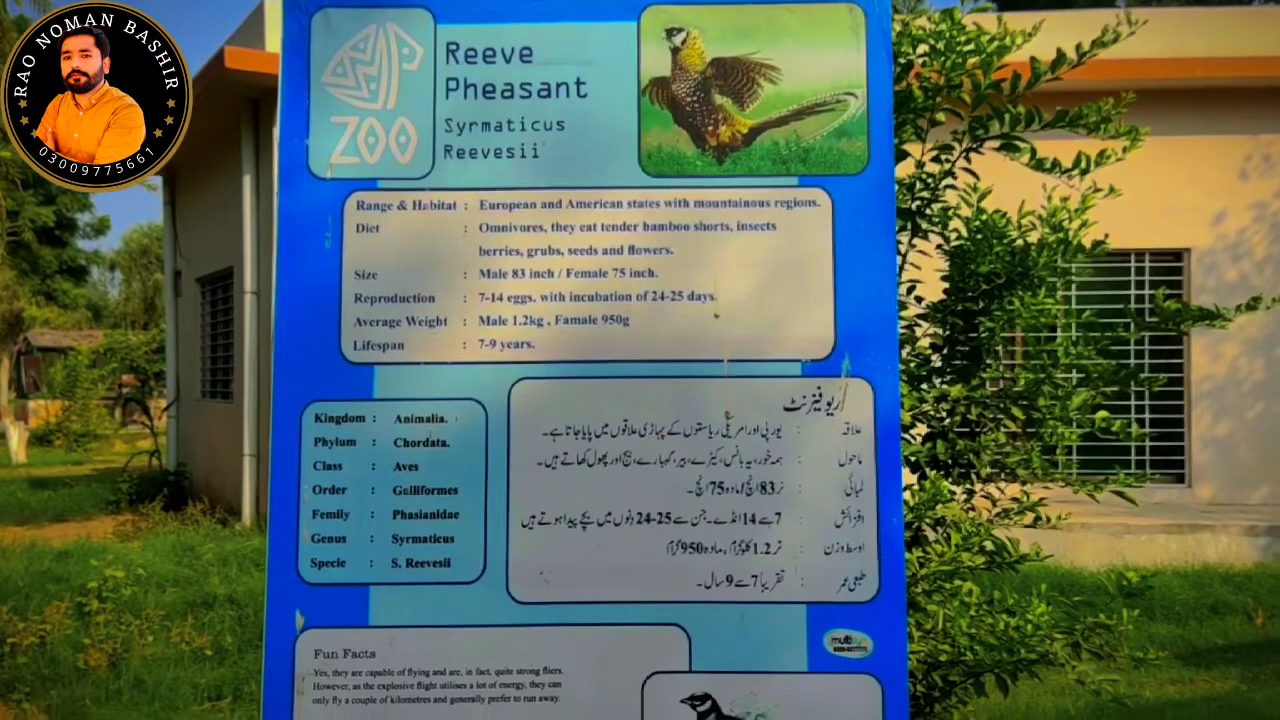 RAO NOMAN BASHIR
03009775661
ZOO
Reeve
Pheasant
Syrmaticus
Reevesii
Range & Habitat : European and American states with mountainous regions.
Diet : Omnivores, they eat tender bamboo shorts, insects
berries, grubs, seeds and flowers.
Size : Male 83 inch / Female 75 inch.
Reproduction : 7-14 eggs. with incubation of 24-25 days.
Average Weight : Male 1.2kg , Famale 950g
Lifespan : 7-9 years.
Kingdom : Animalia.
Phylum : Chordata.
Class : Aves
Order : Galliformes
Femily : Phasianidae
Genus : Syrmaticus
Specie : S. Reevesii
ریو فیزنٹ
علاقہ : یورپی اور امریکی ریاستوں کے پہاڑی علاقوں میں پایا جاتا ہے۔
ماحول : ہمہ خور، یہ بانس، کیڑے، بیر، گہبارے، بیج اور پھول کھاتے ہیں۔
لمبائی : نر 83 انچ / مادہ 75 انچ۔
افزائش : 7 سے 14 انڈے۔ جن سے 25-24 دنوں میں بچے پیدا ہوتے ہیں
اوسط وزن : نر 1.2 کلوگرام، مادہ 950 گرام
طبعی عمر : تقریباً 7 سے 9 سال۔
Fun Facts
Yes, they are capable of flying and are, in fact, quite strong fliers.
However, as the explosive flight utilises a lot of energy, they can
only fly a couple of kilometres and generally prefer to run away.